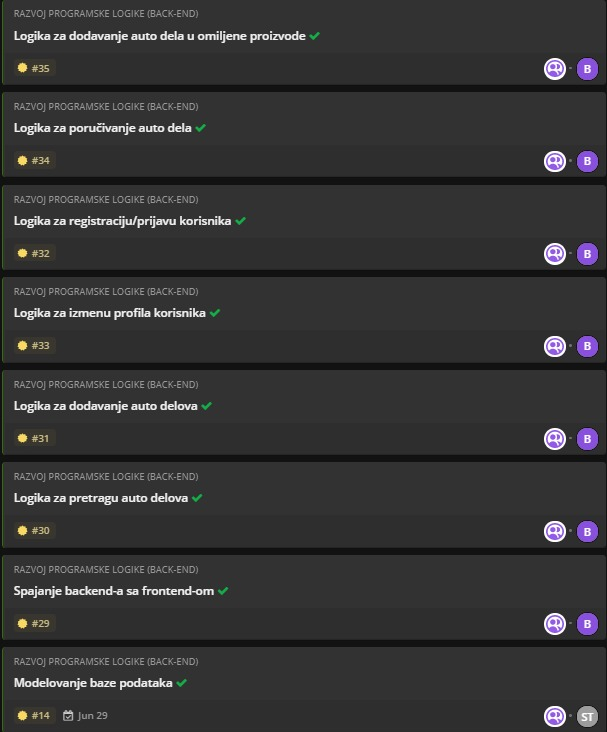 RAZVOJ PROGRAMSKE LOGIKE (BACK-END)
Logika za dodavanje auto dela u omiljene proizvode
#35
B
RAZVOJ PROGRAMSKE LOGIKE (BACK-END)
Logika za poručivanje auto dela
#34
B
RAZVOJ PROGRAMSKE LOGIKE (BACK-END)
Logika za registraciju/prijavu korisnika
#32
B
RAZVOJ PROGRAMSKE LOGIKE (BACK-END)
Logika za izmenu profila korisnika
#33
B
RAZVOJ PROGRAMSKE LOGIKE (BACK-END)
Logika za dodavanje auto delova
#31
B
RAZVOJ PROGRAMSKE LOGIKE (BACK-END)
Logika za pretragu auto delova
#30
B
RAZVOJ PROGRAMSKE LOGIKE (BACK-END)
Spajanje backend-a sa frontend-om
#29
B
RAZVOJ PROGRAMSKE LOGIKE (BACK-END)
Modelovanje baze podataka
#14 Jun 29
ST